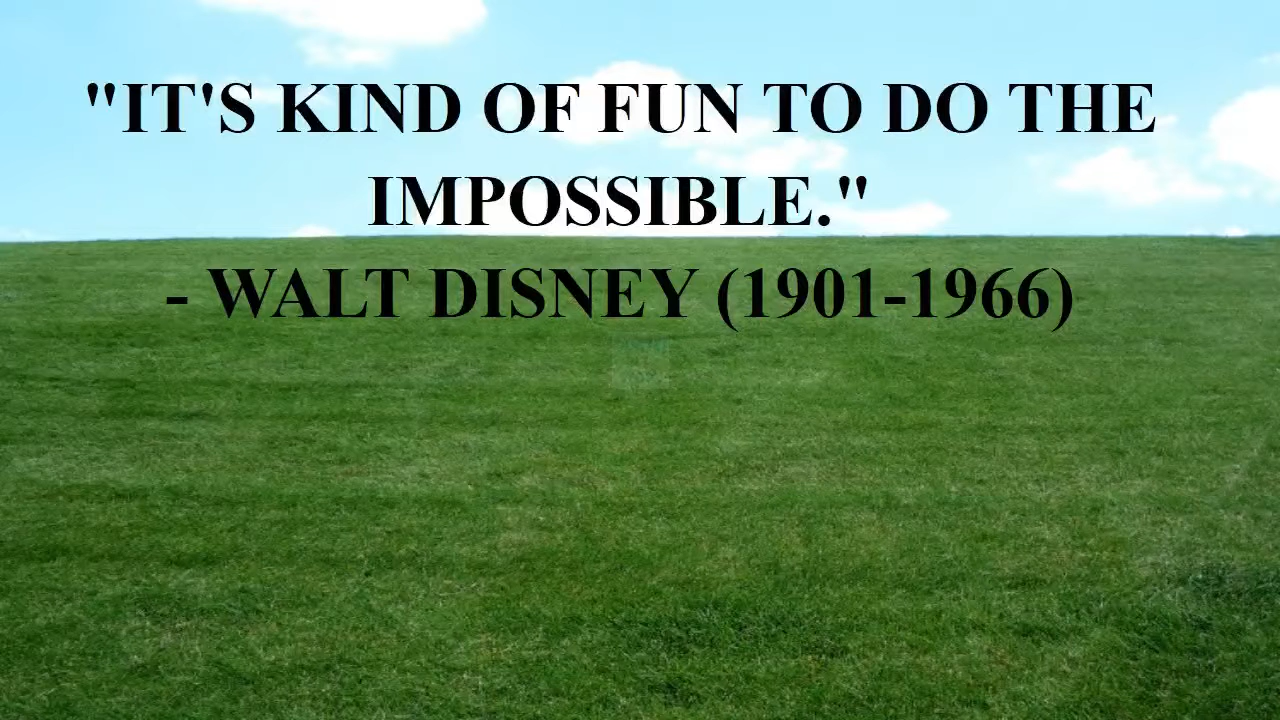 "IT'S KIND OF FUN TO DO THE
IMPOSSIBLE."
- WALT DISNEY (1901-1966)